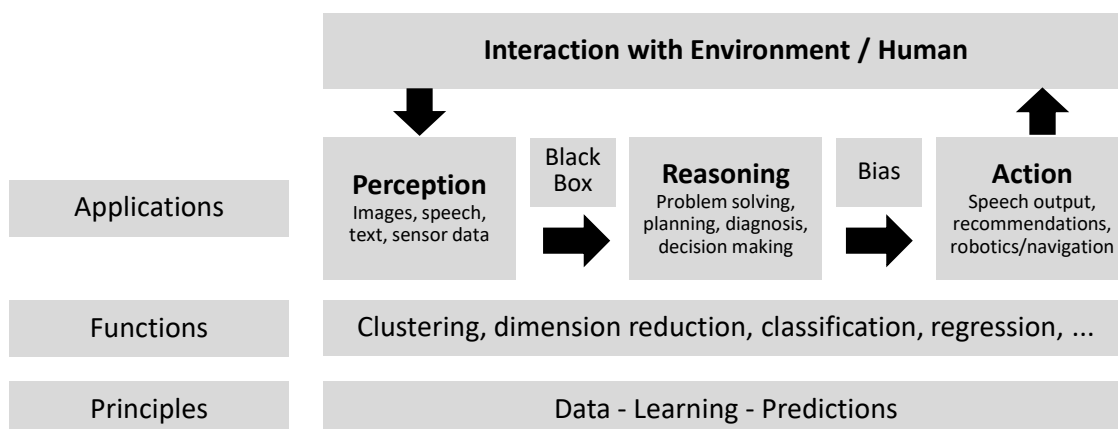 Interaction with Environment / Human
Applications
Perception
Images, speech,
text, sensor data
Black
Box
Reasoning
Problem solving,
planning, diagnosis,
decision making
Bias
Action
Speech output,
recommendations,
robotics/navigation
Functions
Clustering, dimension reduction, classification, regression, ...
Principles
Data - Learning - Predictions